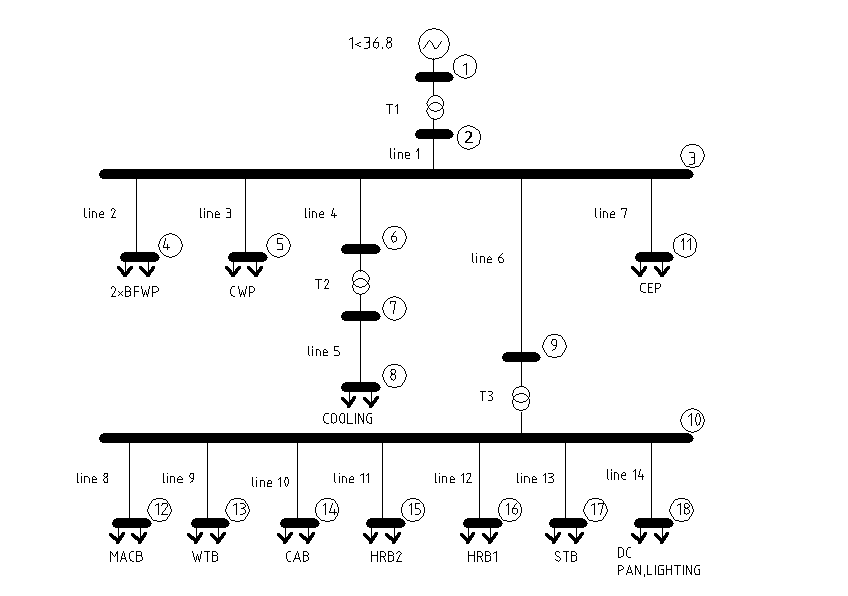 1<36.8
1
T1
2
line 1
3
line 2
line 3
line 4
line 7
4
5
6
11
line 6
2×BFWP
CWP
T2
CEP
7
line 5
9
8
T3
COOLING
10
line 8
line 9
line 10
line 11
line 12
line 13
line 14
12
13
14
15
16
17
18
MACB
WTB
CAB
HRB2
HRB1
STB
DC
PAN,LIGHTING